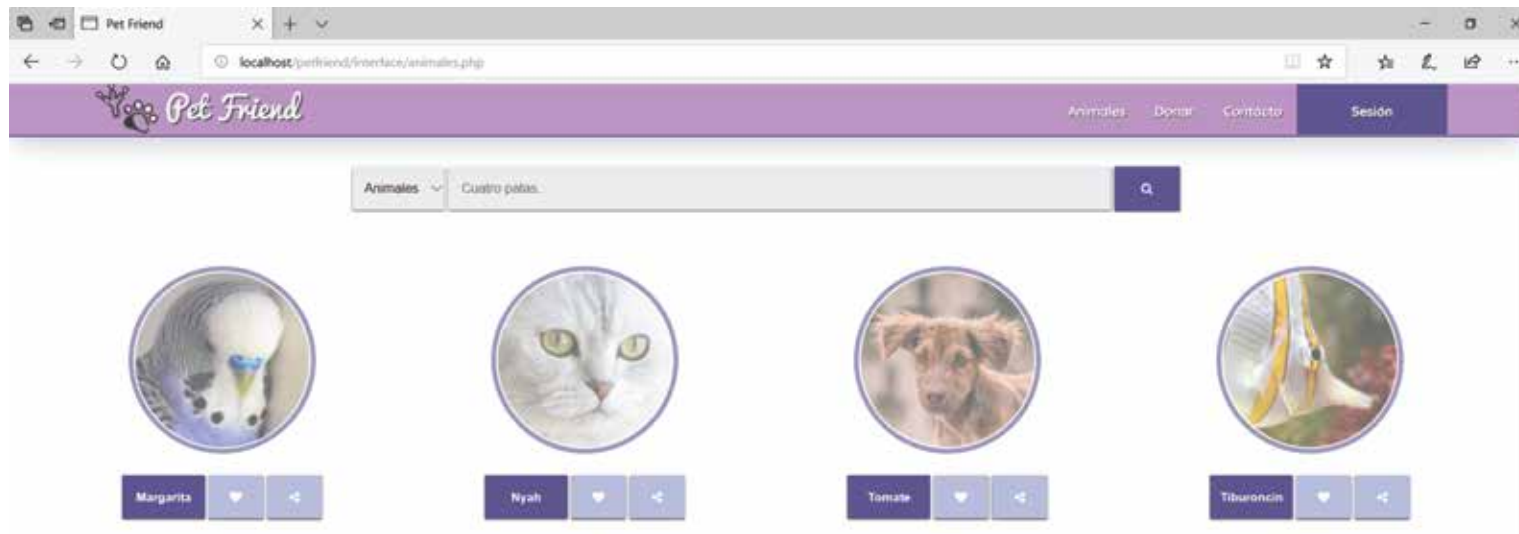 Pet Friend
localhost/petfriend/interface/animales.php
Pet Friend
Animales Donar Contacto Sesión
Animales Cuatro patas.
Margarita Nyah Tomate Tiburoncin